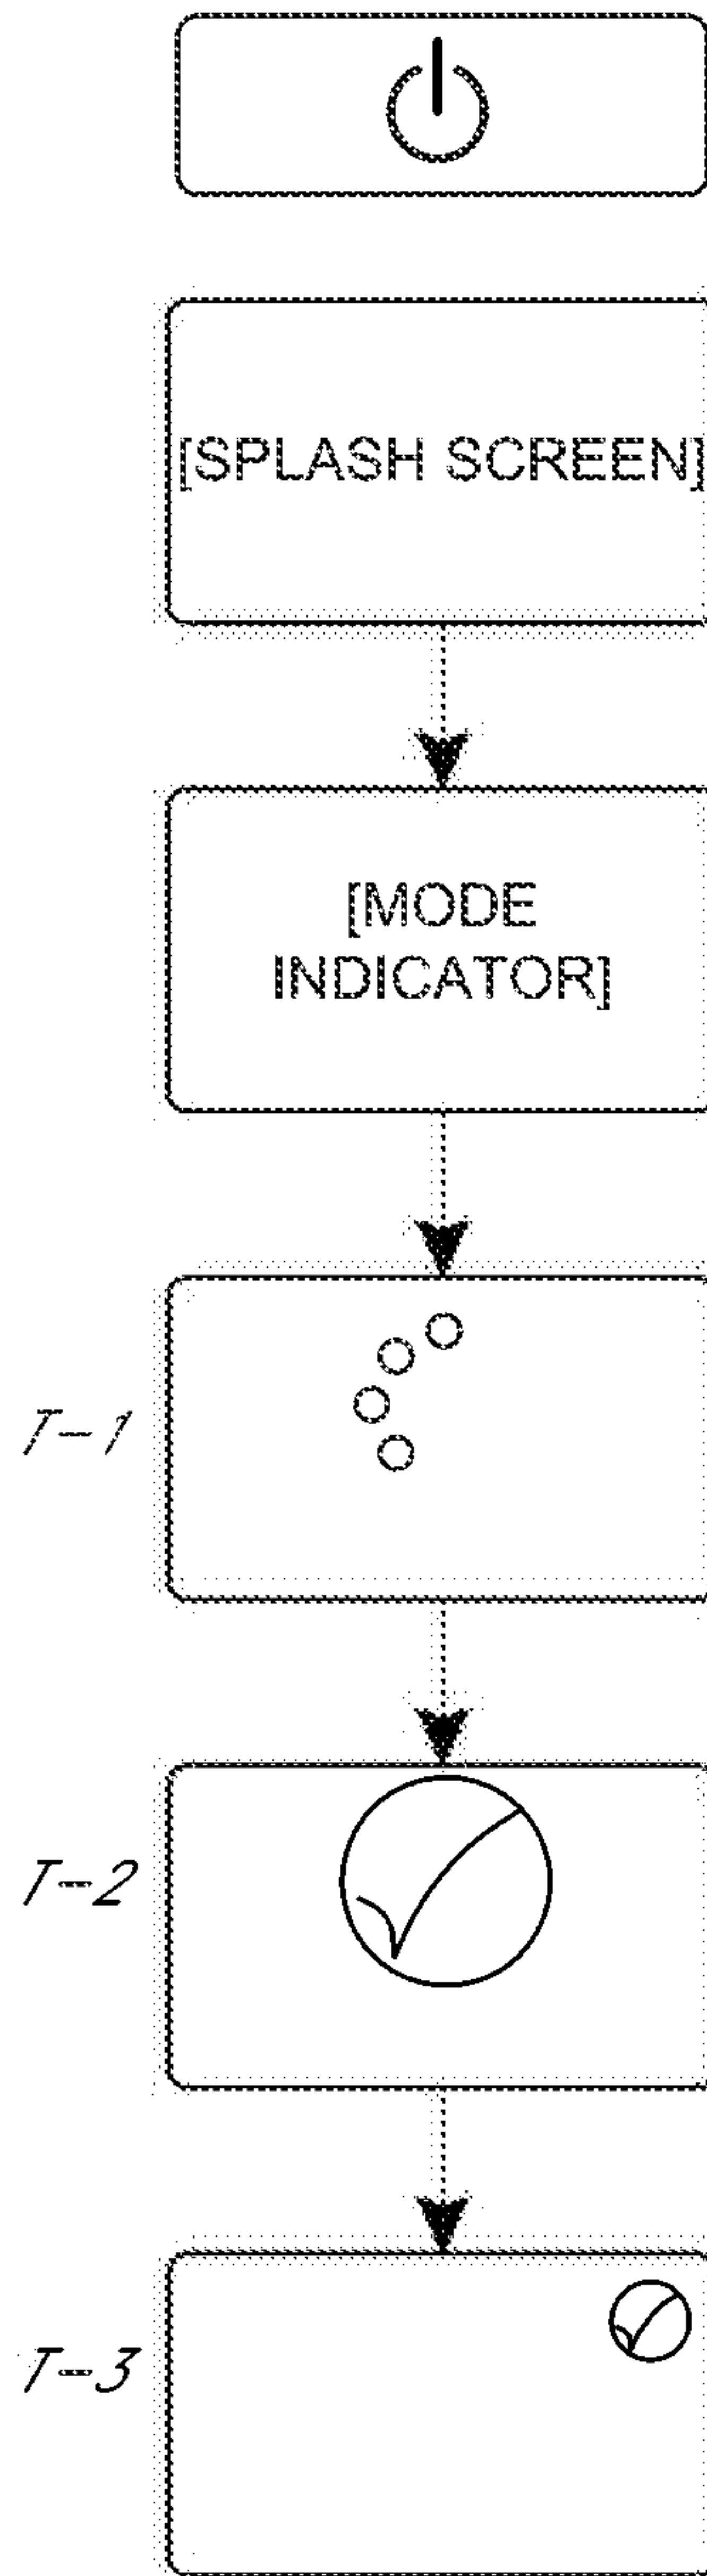 [SPLASH SCREEN]
[MODE
INDICATOR]
T-1
T-2
T-3